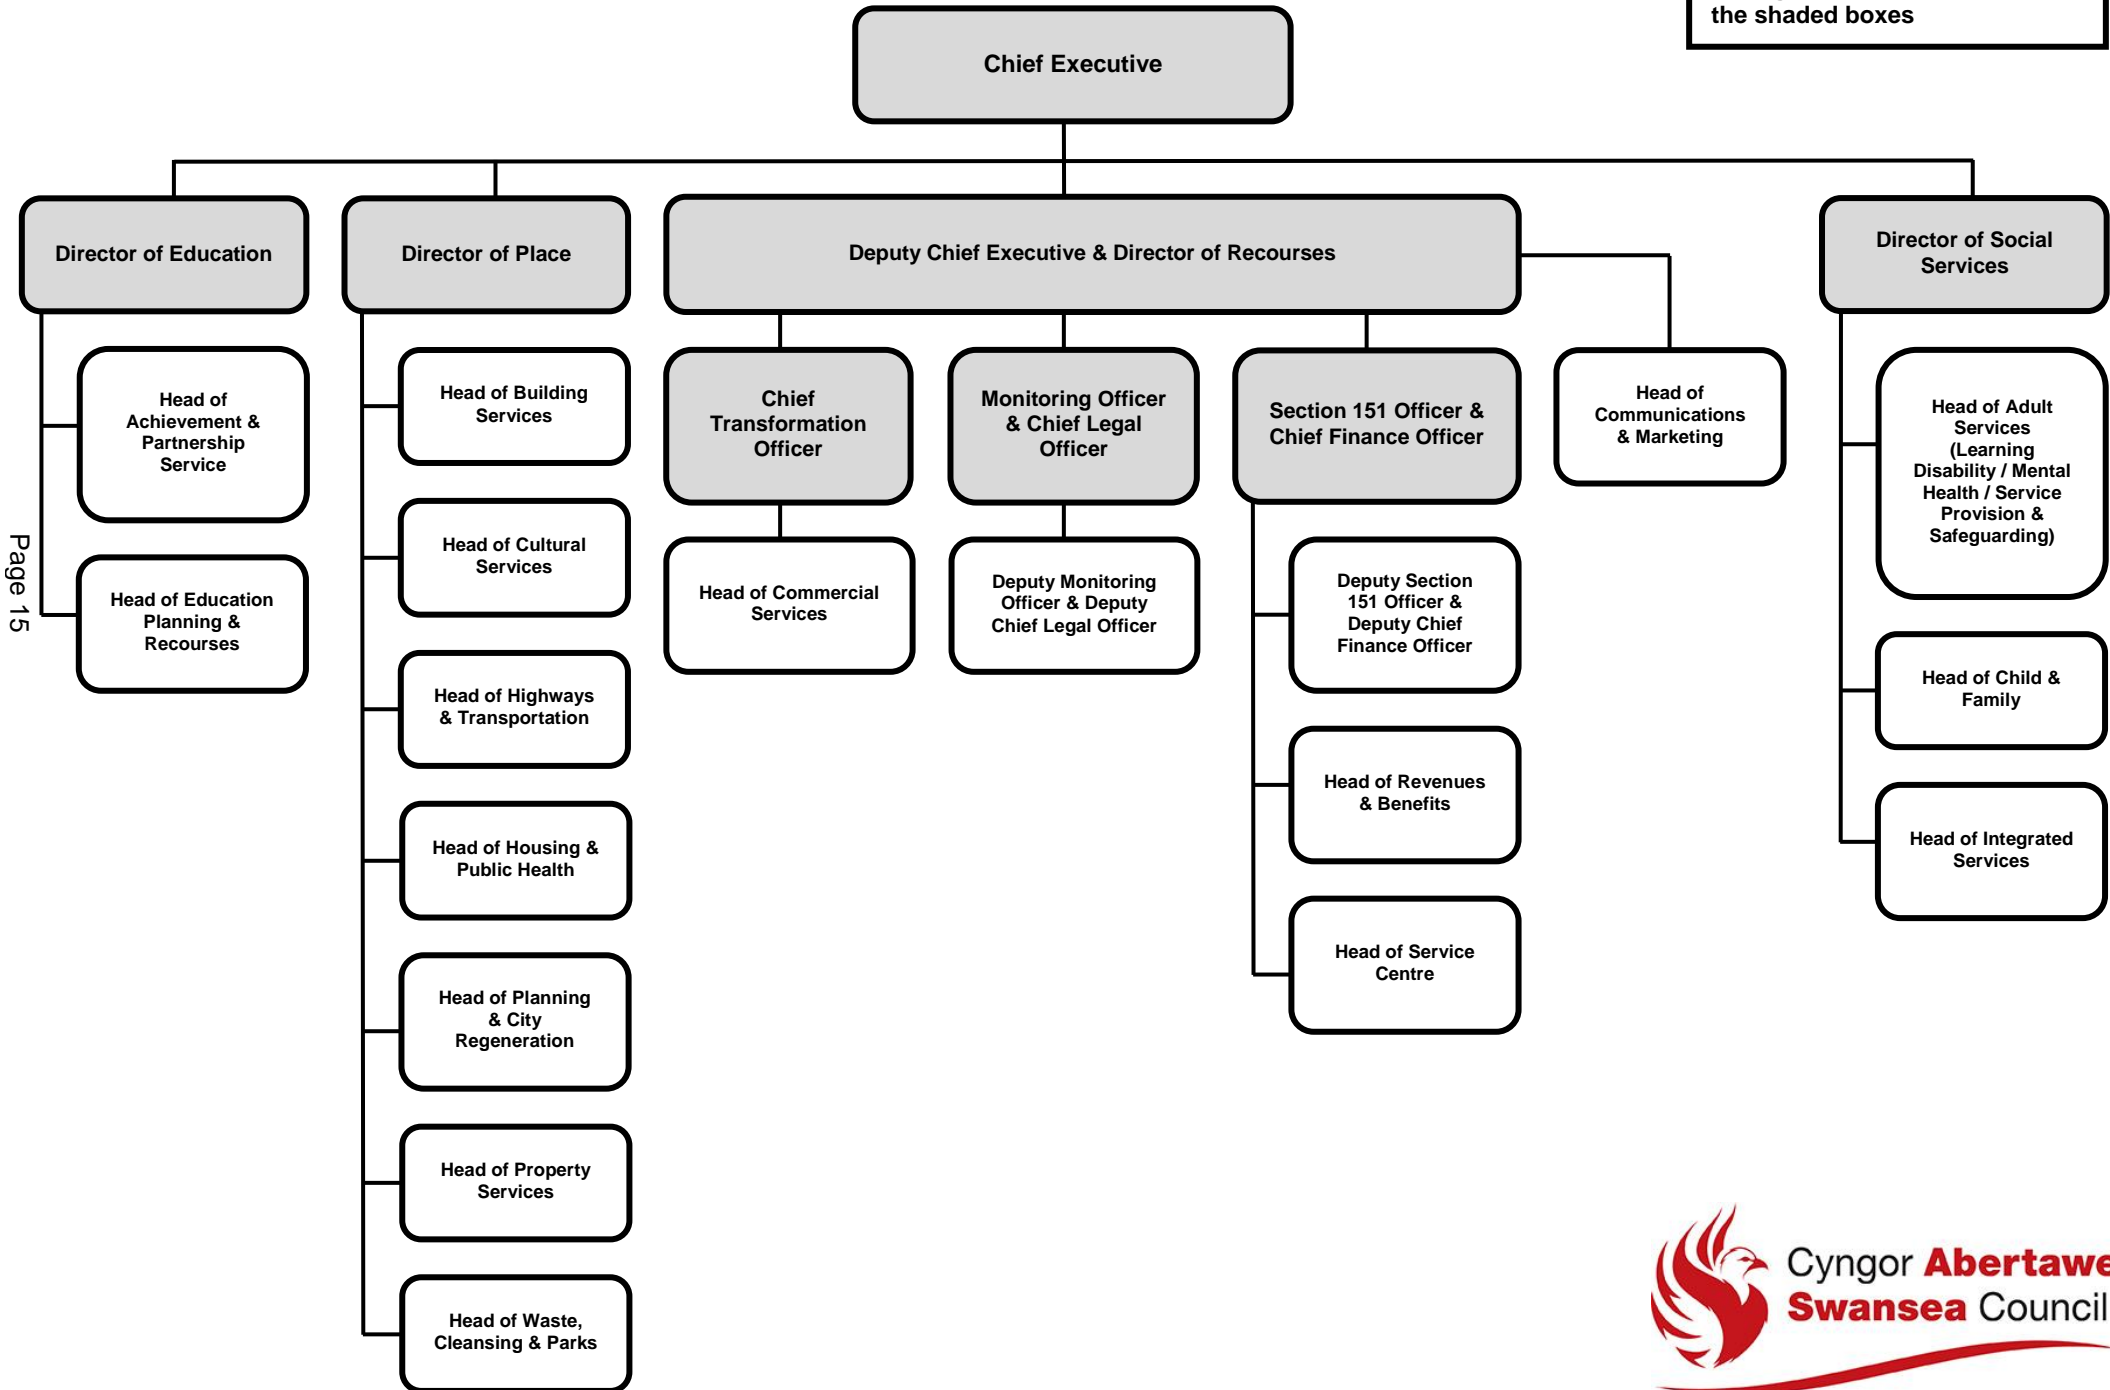 the shaded boxes
Chief Executive
Director of Education
Director of Place
Deputy Chief Executive & Director of Recourses
Director of Social
Services
Head of
Achievement &
Partnership
Service
Head of Education
Planning &
Recourses
Head of Building
Services
Head of Cultural
Services
Head of Highways
& Transportation
Head of Housing &
Public Health
Head of Planning
& City
Regeneration
Head of Property
Services
Head of Waste,
Cleansing & Parks
Chief
Transformation
Officer
Head of Commercial
Services
Monitoring Officer
& Chief Legal
Officer
Deputy Monitoring
Officer & Deputy
Chief Legal Officer
Section 151 Officer &
Chief Finance Officer
Deputy Section
151 Officer &
Deputy Chief
Finance Officer
Head of Revenues
& Benefits
Head of Service
Centre
Head of
Communications
& Marketing
Head of Adult
Services
(Learning
Disability / Mental
Health / Service
Provision &
Safeguarding)
Head of Child &
Family
Head of Integrated
Services
Page 15
Cyngor Abertawe
Swansea Council